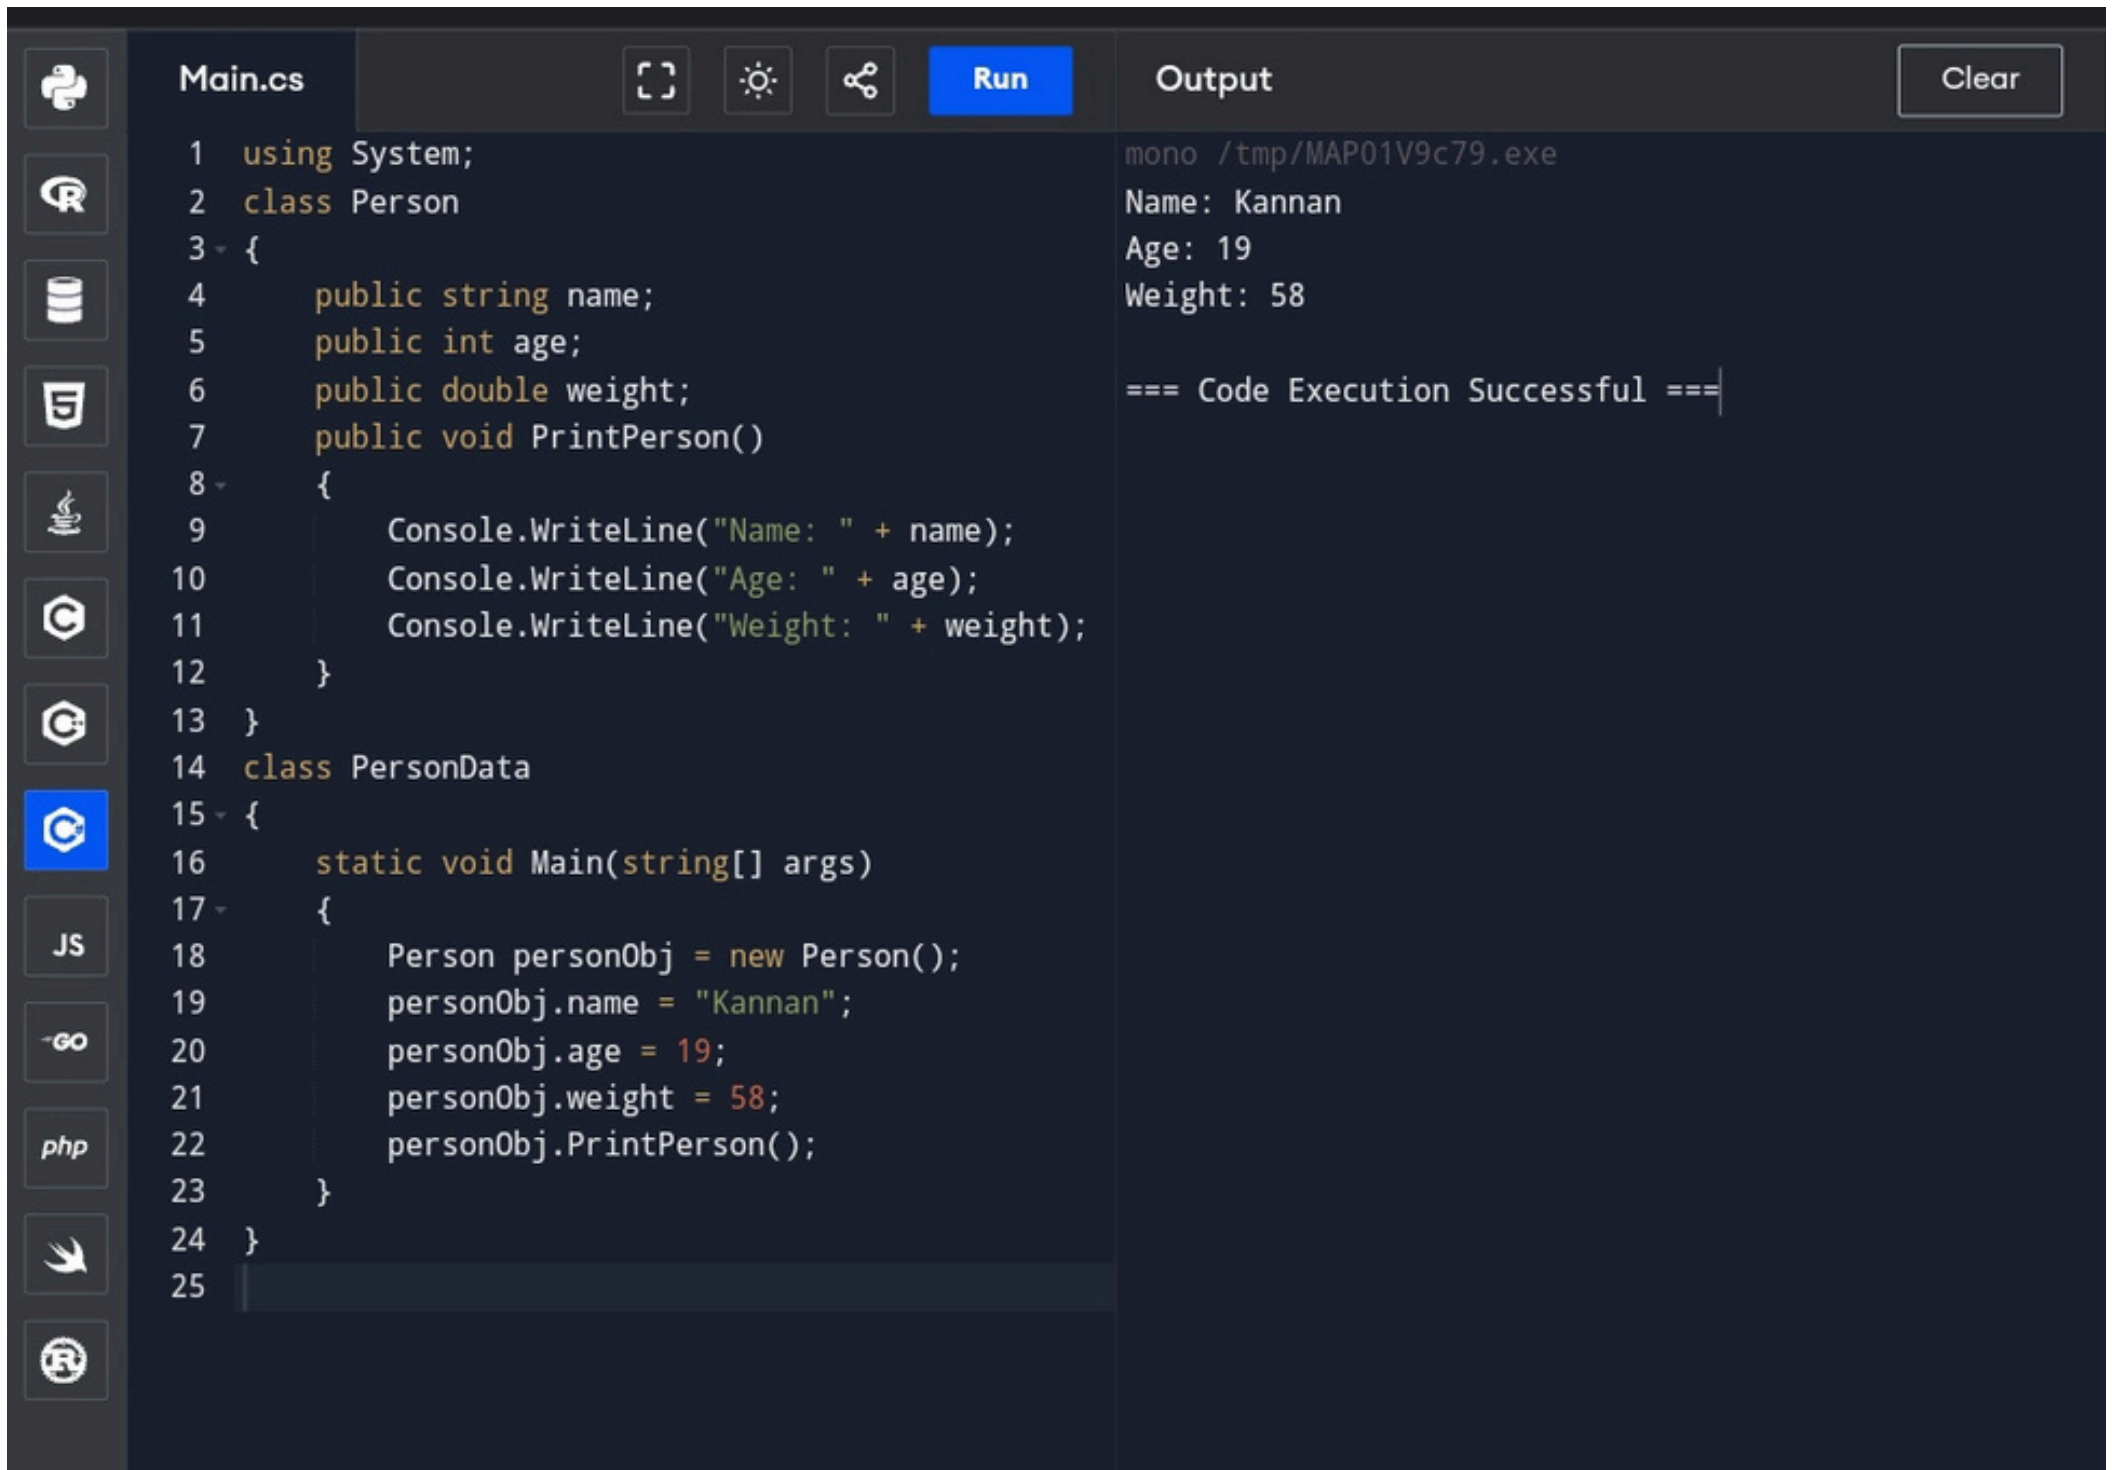 Main.cs
Run
1 using System;
2 class Person
3 {
4     public string name;
5     public int age;
6     public double weight;
7     public void PrintPerson()
8     {
9         Console.WriteLine("Name: " + name);
10         Console.WriteLine("Age: " + age);
11         Console.WriteLine("Weight: " + weight);
12     }
13 }
14 class PersonData
15 {
16     static void Main(string[] args)
17     {
18         Person personObj = new Person();
19         personObj.name = "Kannan";
20         personObj.age = 19;
21         personObj.weight = 58;
22         personObj.PrintPerson();
23     }
24 }
25
Output
Clear
mono /tmp/MAPO1V9c79.exe
Name: Kannan
Age: 19
Weight: 58
=== Code Execution Successful ===
R
5
C
C
C
JS
GO
php
R